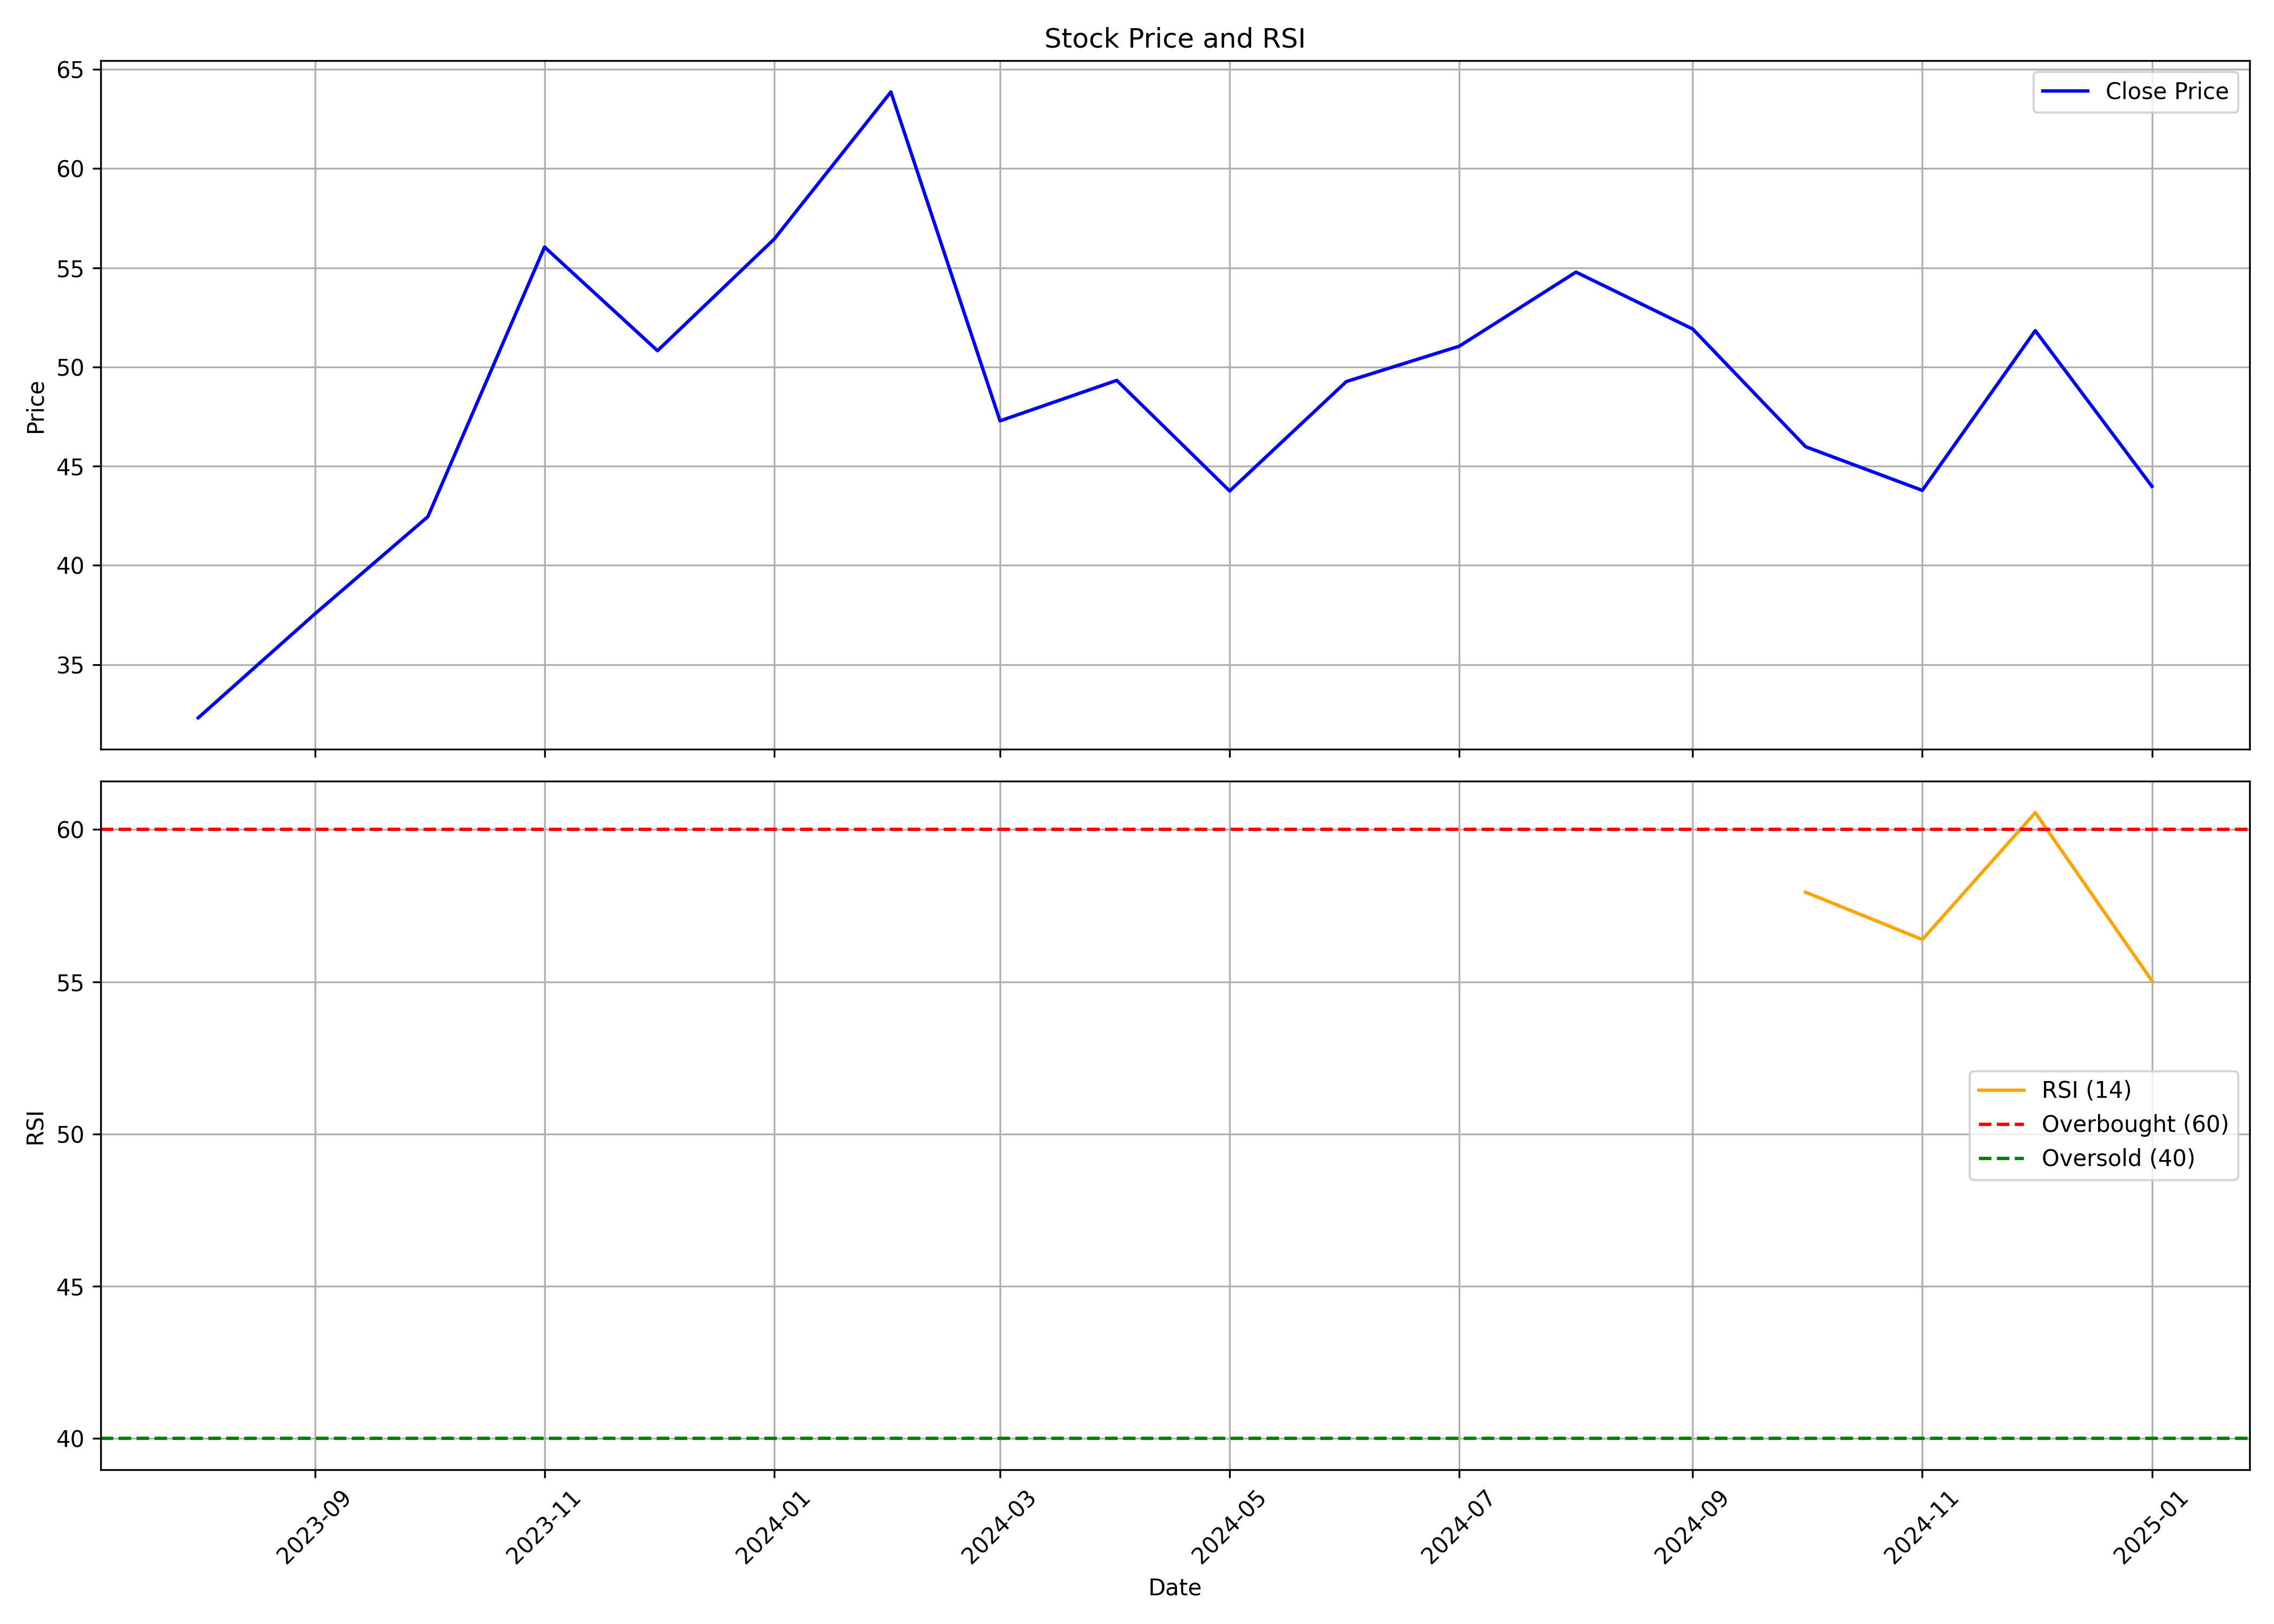 Stock Price and RSI
65
60
55
50
45
40
35
Price
Close Price
60
55
50
45
40
RSI
RSI (14)
Overbought (60)
Oversold (40)
2023-09
2023-11
2024-01
2024-03
2024-05
2024-07
2024-09
2024-11
2025-01
Date